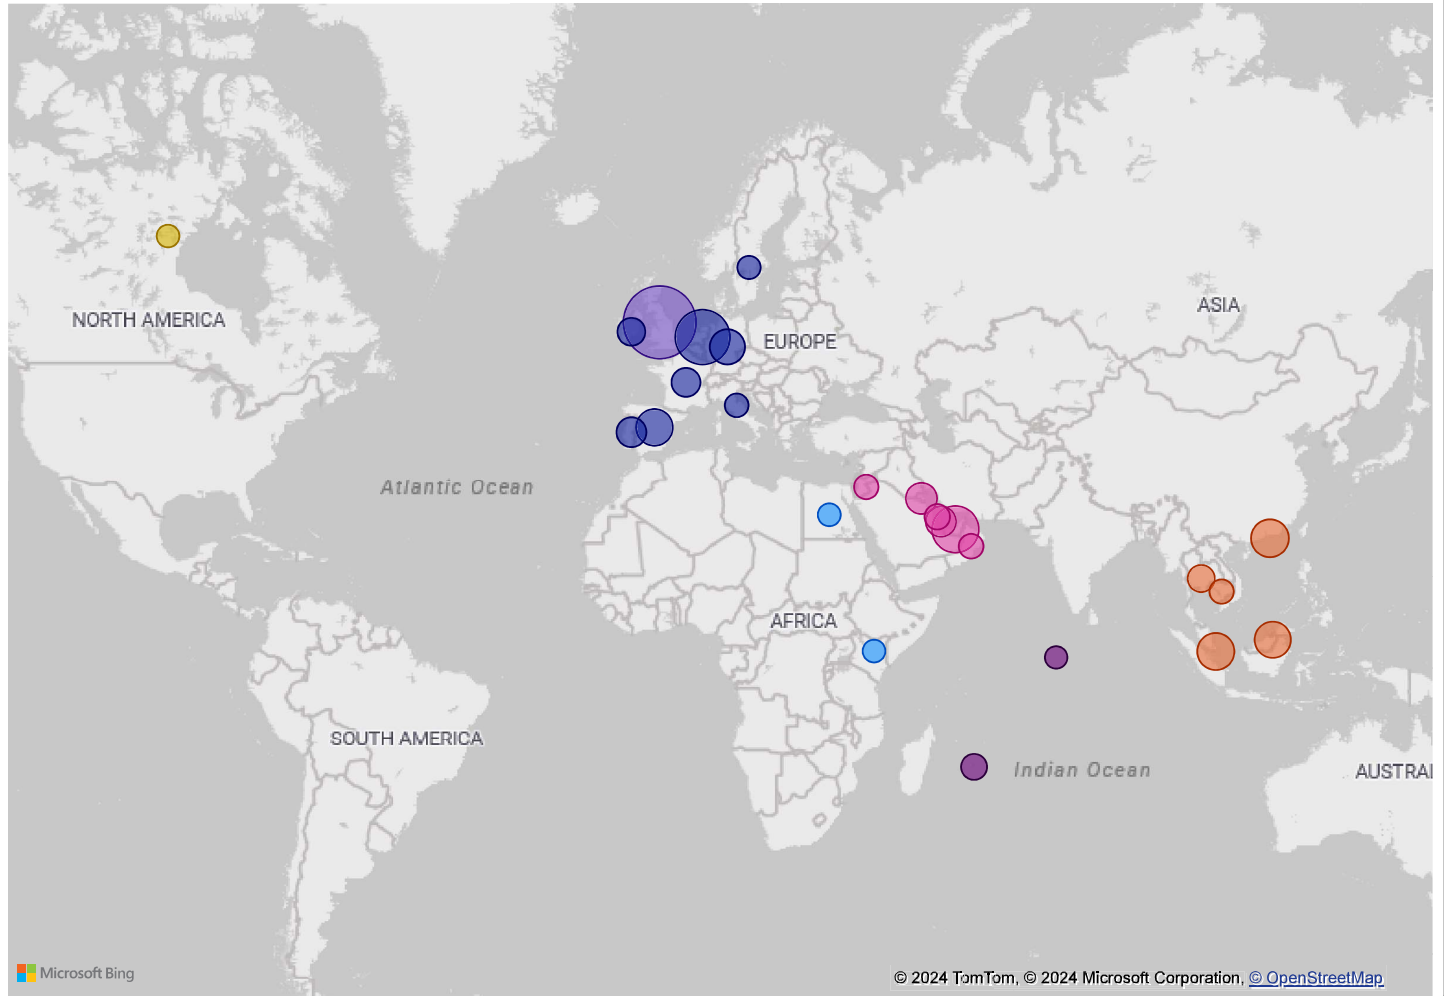 ASIA
NORTH AMERICA
EUROPE
Atlantic Ocean
AFRICA
SOUTH AMERICA
Indian Ocean
AUSTRAL
Microsoft Bing
© 2024 TomTom, © 2024 Microsoft Corporation, © OpenStreetMap